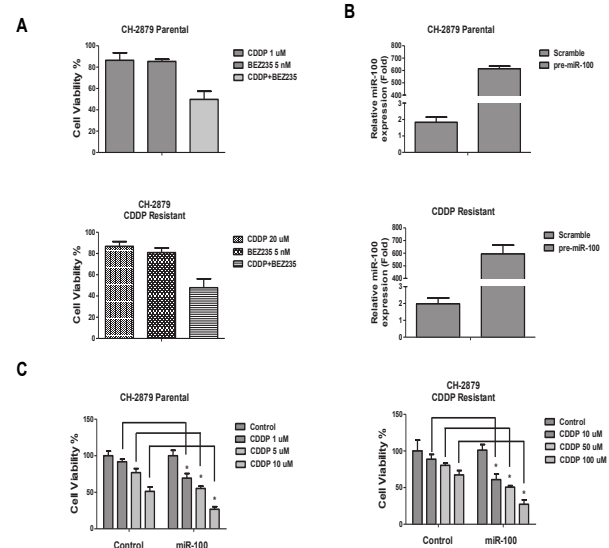 A
CH-2879 Parental
Cell Viability %
100
80
60
40
20
0
CDDP 1 uM
BEZ235 5 nM
CDDP+BEZ235
CH-2879
CDDP Resistant
Cell Viability %
100
80
60
40
20
0
CDDP 20 uM
BEZ235 5 nM
CDDP+BEZ235
B
CH-2879 Parental
Relative miR-100
expression (Fold)
800
700
600
500
400
3
2
1
0
Scramble
pre-miR-100
CDDP Resistant
Relative miR-100
expression (Fold)
800
700
600
500
400
3
2
1
0
Scramble
pre-miR-100
C
CH-2879 Parental
Cell Viability %
150
100
50
0
* * *
Control
CDDP 1 uM
CDDP 5 uM
CDDP 10 uM
Control miR-100
CH-2879
CDDP Resistant
Cell Viability %
150
100
50
0
* * *
Control
CDDP 10 uM
CDDP 50 uM
CDDP 100 uM
Control miR-100